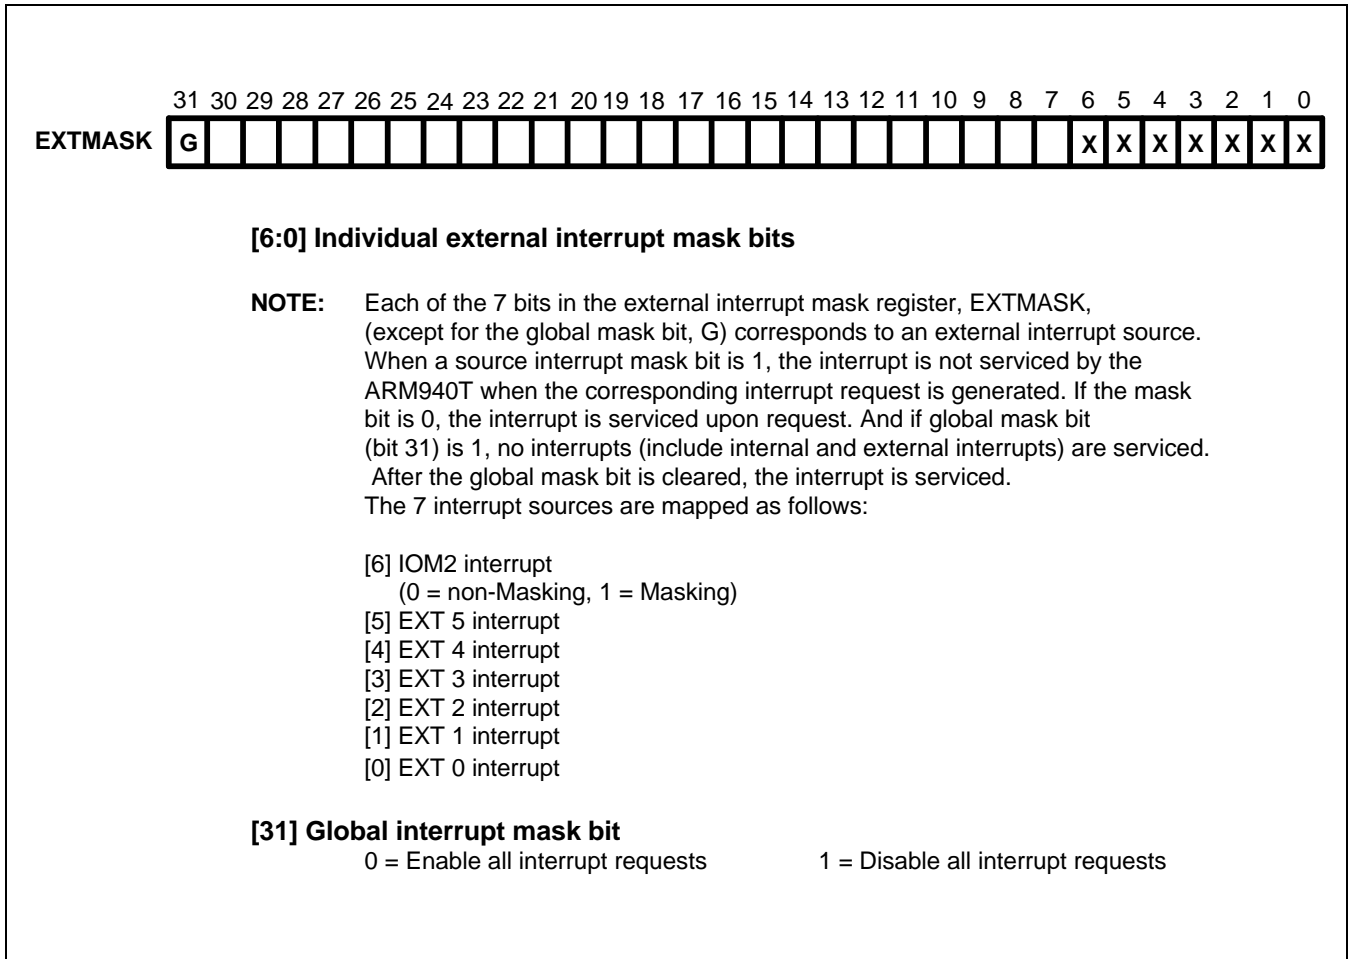 31 30 29 28 27 26 25 24 23 22 21 20 19 18 17 16 15 14 13 12 11 10 9 8 7 6 5 4 3 2 1 0
EXTMASK G X X X X X X X
[6:0] Individual external interrupt mask bits
NOTE: Each of the 7 bits in the external interrupt mask register, EXTMASK,
(except for the global mask bit, G) corresponds to an external interrupt source.
When a source interrupt mask bit is 1, the interrupt is not serviced by the
ARM940T when the corresponding interrupt request is generated. If the mask
bit is 0, the interrupt is serviced upon request. And if global mask bit
(bit 31) is 1, no interrupts (include internal and external interrupts) are serviced.
After the global mask bit is cleared, the interrupt is serviced.
The 7 interrupt sources are mapped as follows:
[6] IOM2 interrupt
(0 = non-Masking, 1 = Masking)
[5] EXT 5 interrupt
[4] EXT 4 interrupt
[3] EXT 3 interrupt
[2] EXT 2 interrupt
[1] EXT 1 interrupt
[0] EXT 0 interrupt
[31] Global interrupt mask bit
0 = Enable all interrupt requests 1 = Disable all interrupt requests